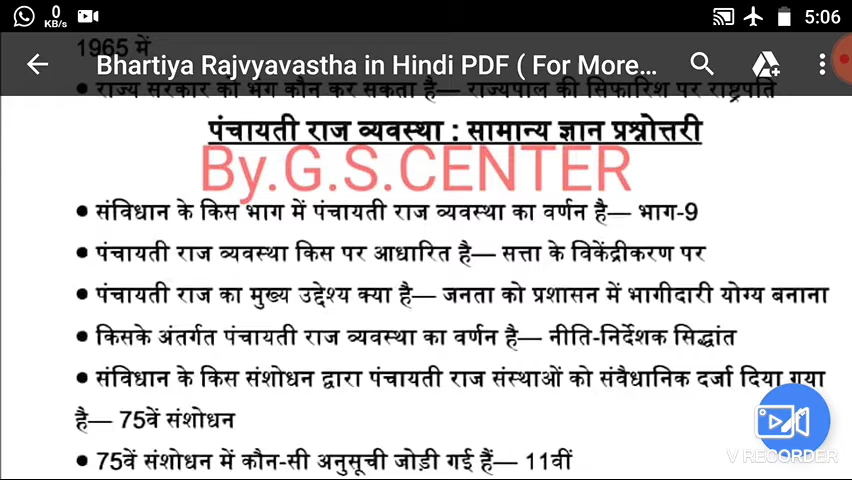 0
KB/s
5:06
1965 में
Bhartiya Rajvyavastha in Hindi PDF ( For More...
राज्य सरकार को भंग कौन कर सकता है— राज्यपाल की सिफारिश पर राष्ट्रपति
पंचायती राज व्यवस्था : सामान्य ज्ञान प्रश्नोत्तरी
By.G.S.CENTER
• संविधान के किस भाग में पंचायती राज व्यवस्था का वर्णन है— भाग-9
• पंचायती राज व्यवस्था किस पर आधारित है— सत्ता के विकेंद्रीकरण पर
• पंचायती राज का मुख्य उद्देश्य क्या है— जनता को प्रशासन में भागीदारी योग्य बनाना
• किसके अंतर्गत पंचायती राज व्यवस्था का वर्णन है— नीति-निर्देशक सिद्धांत
• संविधान के किस संशोधन द्वारा पंचायती राज संस्थाओं को संवैधानिक दर्जा दिया गया
है— 75वें संशोधन
• 75वें संशोधन में कौन-सी अनुसूची जोड़ी गई हैं— 11वीं
V RECORDER